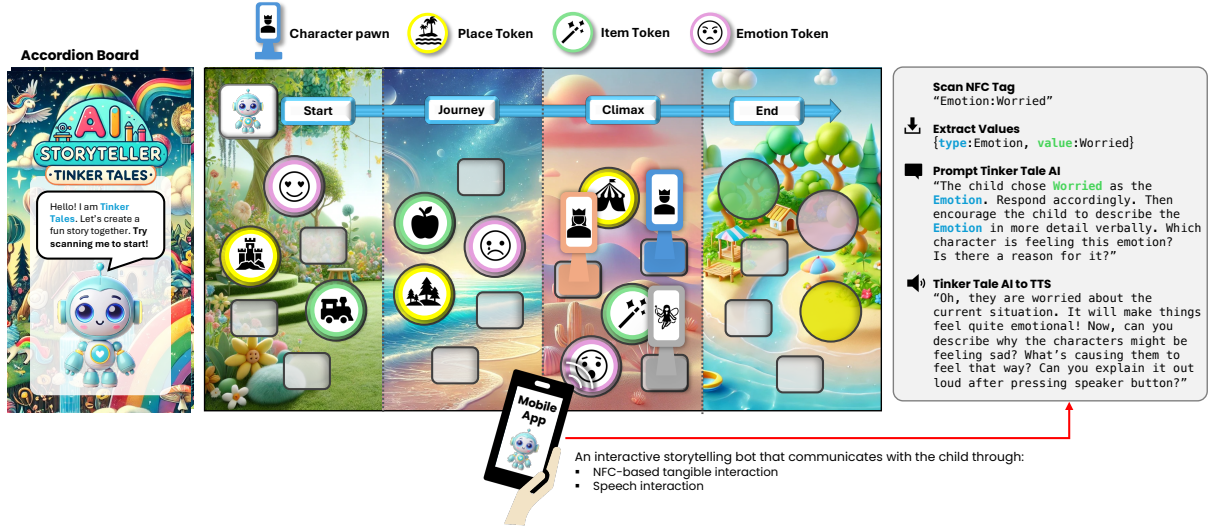 Character pawn
Place Token
Item Token
Emotion Token
Accordion Board
AI
STORYTELLER
•TINKER TALES•
Hello! I am Tinker
Tales. Let's create a
fun story together. Try
scanning me to start!
Start
Journey
Climax
End
Mobile
App
Scan NFC Tag
“Emotion:Worried”
Extract Values
{type:Emotion, value:Worried}
Prompt Tinker Tale AI
“The child chose Worried as the
Emotion. Respond accordingly. Then
encourage the child to describe the
Emotion in more detail verbally. Which
character is feeling this emotion?
Is there a reason for it?”
Tinker Tale AI to TTS
“Oh, they are worried about the
current situation. It will make things
feel quite emotional! Now, can you
describe why the characters might be
feeling sad? What's causing them to
feel that way? Can you explain it out
loud after pressing speaker button?”
An interactive storytelling bot that communicates with the child through:
▪ NFC-based tangible interaction
▪ Speech interaction